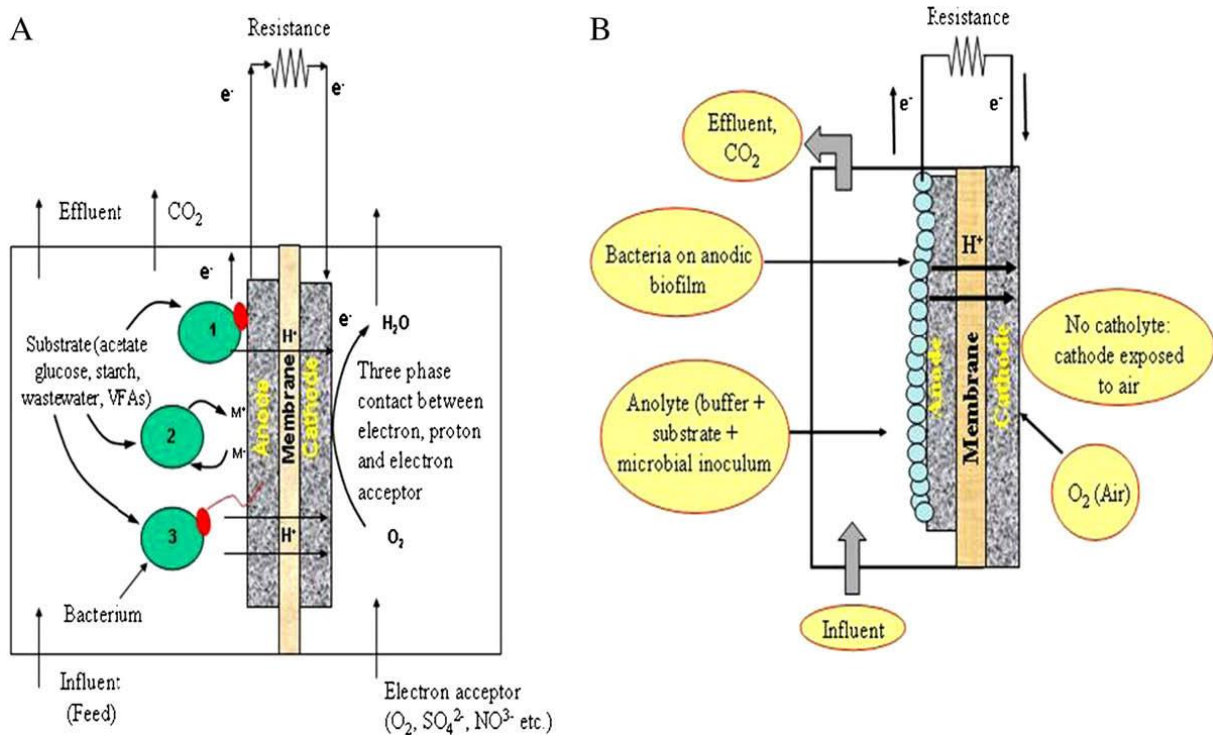 A
Resistance
e-
e-
Effluent
CO2
e-
1
H+
e-
H2O
Substrate (acetate
glucose, starch,
wastewater, VFAs)
2
M+
M-
Anode
Membrane
Cathode
Three phase
contact between
electron, proton
and electron
acceptor
3
H+
O2
Bacterium
Influent
(Feed)
Electron acceptor
(O2, SO4 2-, NO3- etc.)
B
Resistance
e-
e-
Effluent,
CO2
Bacteria on anodic
biofilm
H+
No catholyte:
cathode exposed
to air
Anolyte (buffer +
substrate +
microbial inoculum
Anode
Membrane
Cathode
O2 (Air)
Influent